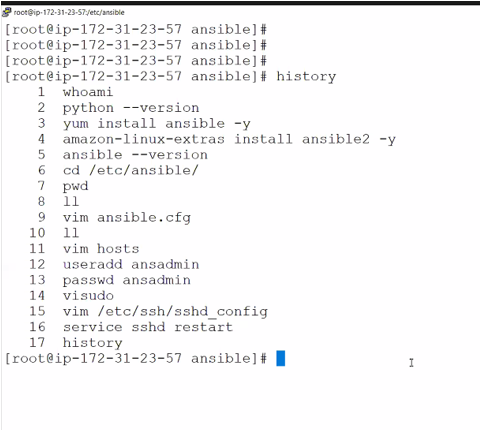 root@ip-172-31-23-57:/etc/ansible
[root@ip-172-31-23-57 ansible]#
[root@ip-172-31-23-57 ansible]#
[root@ip-172-31-23-57 ansible]#
[root@ip-172-31-23-57 ansible]# history
1 whoami
2 python --version
3 yum install ansible -y
4 amazon-linux-extras install ansible2 -y
5 ansible --version
6 cd /etc/ansible/
7 pwd
8 ll
9 vim ansible.cfg
10 ll
11 vim hosts
12 useradd ansadmin
13 passwd ansadmin
14 visudo
15 vim /etc/ssh/sshd_config
16 service sshd restart
17 history
[root@ip-172-31-23-57 ansible]#